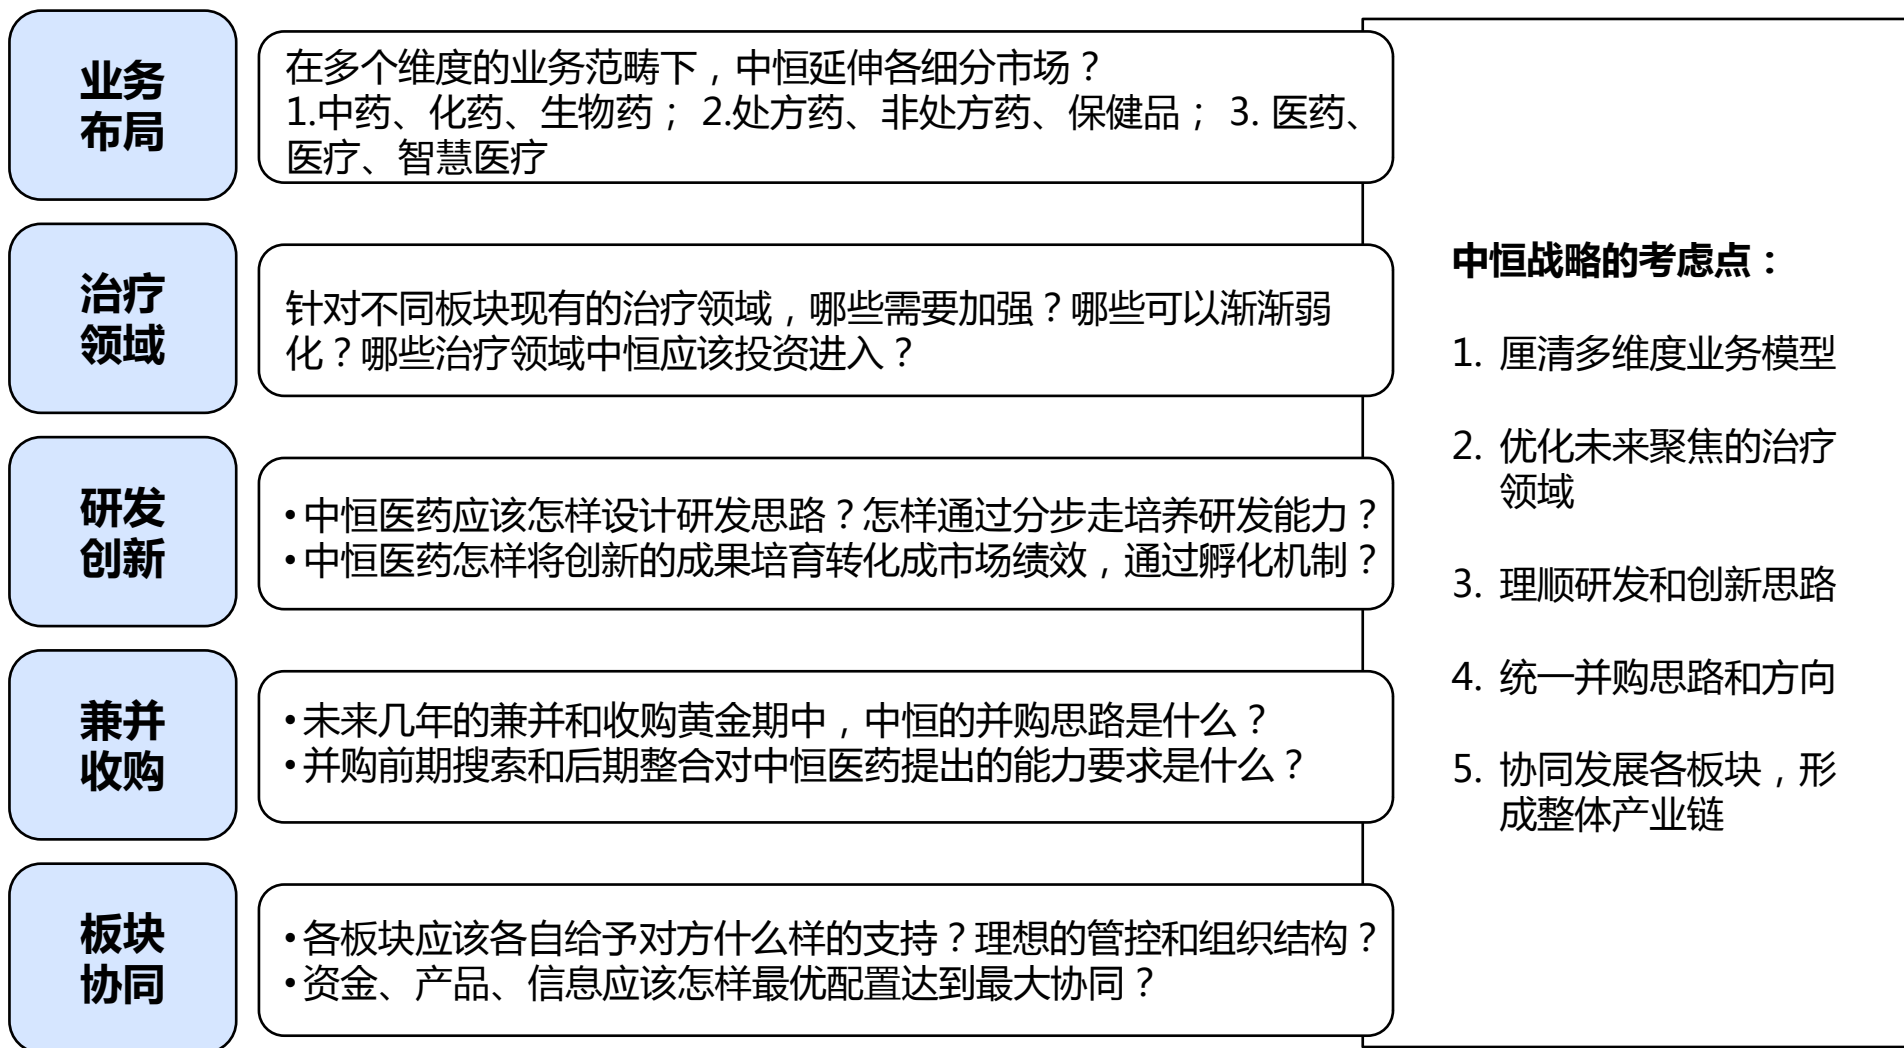 业务
布局
在多个维度的业务范畴下，中恒延伸各细分市场？
1.中药、化药、生物药； 2.处方药、非处方药、保健品； 3. 医药、
医疗、智慧医疗
治疗
领域
针对不同板块现有的治疗领域，哪些需要加强？哪些可以渐渐弱
化？哪些治疗领域中恒应该投资进入？
研发
创新
•中恒医药应该怎样设计研发思路？怎样通过分步走培养研发能力？
•中恒医药怎样将创新的成果培育转化成市场绩效，通过孵化机制？
兼并
收购
•未来几年的兼并和收购黄金期中，中恒的并购思路是什么？
•并购前期搜索和后期整合对中恒医药提出的能力要求是什么？
板块
协同
•各板块应该各自给予对方什么样的支持？理想的管控和组织结构？
•资金、产品、信息应该怎样最优配置达到最大协同？
中恒战略的考虑点：
1. 厘清多维度业务模型
2. 优化未来聚焦的治疗
领域
3. 理顺研发和创新思路
4. 统一并购思路和方向
5. 协同发展各板块，形
成整体产业链